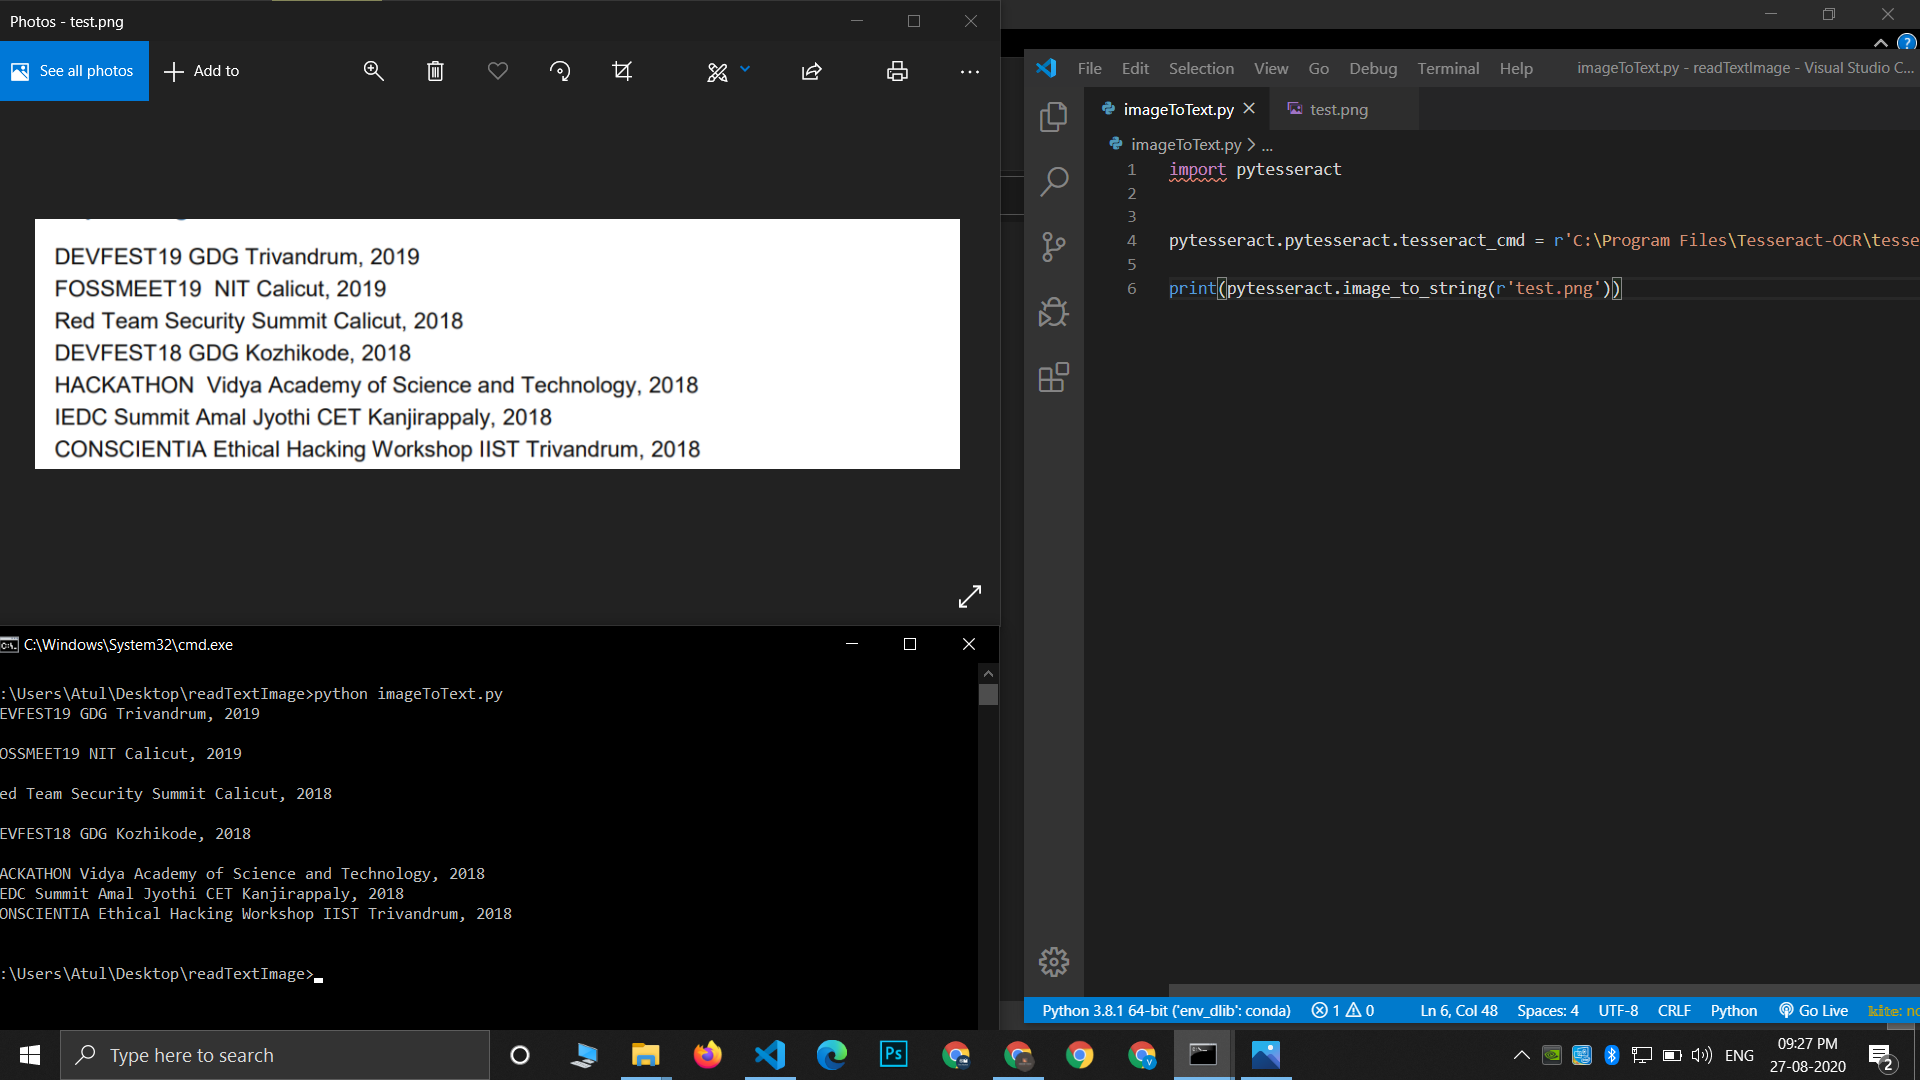 Photos - test.png
See all photos
Add to
DEVFEST19 GDG Trivandrum, 2019
FOSSMEET19  NIT Calicut, 2019
Red Team Security Summit Calicut, 2018
DEVFEST18 GDG Kozhikode, 2018
HACKATHON  Vidya Academy of Science and Technology, 2018
IEDC Summit Amal Jyothi CET Kanjirappaly, 2018
CONSCIENTIA Ethical Hacking Workshop IIST Trivandrum, 2018
C:\Windows\System32\cmd.exe
:\Users\Atul\Desktop\readTextImage>python imageToText.py
EVFEST19 GDG Trivandrum, 2019
OSSMEET19 NIT Calicut, 2019
ed Team Security Summit Calicut, 2018
EVFEST18 GDG Kozhikode, 2018
ACKATHON Vidya Academy of Science and Technology, 2018
EDC Summit Amal Jyothi CET Kanjirappaly, 2018
ONSCIENTIA Ethical Hacking Workshop IIST Trivandrum, 2018
:\Users\Atul\Desktop\readTextImage>
?
File Edit Selection View Go Debug Terminal Help imageToText.py - readTextImage - Visual Studio C...
imageToText.py test.png
imageToText.py > ...
1 import pytesseract
2
3
4 pytesseract.pytesseract.tesseract_cmd = r'C:\Program Files\Tesseract-OCR\tesse
5
6 print(pytesseract.image_to_string(r'test.png'))
Python 3.8.1 64-bit ('env_dlib': conda) 1 0 Ln 6, Col 48 Spaces: 4 UTF-8 CRLF Python Go Live kite: no
Type here to search
Ps
ENG
09:27 PM
27-08-2020
2